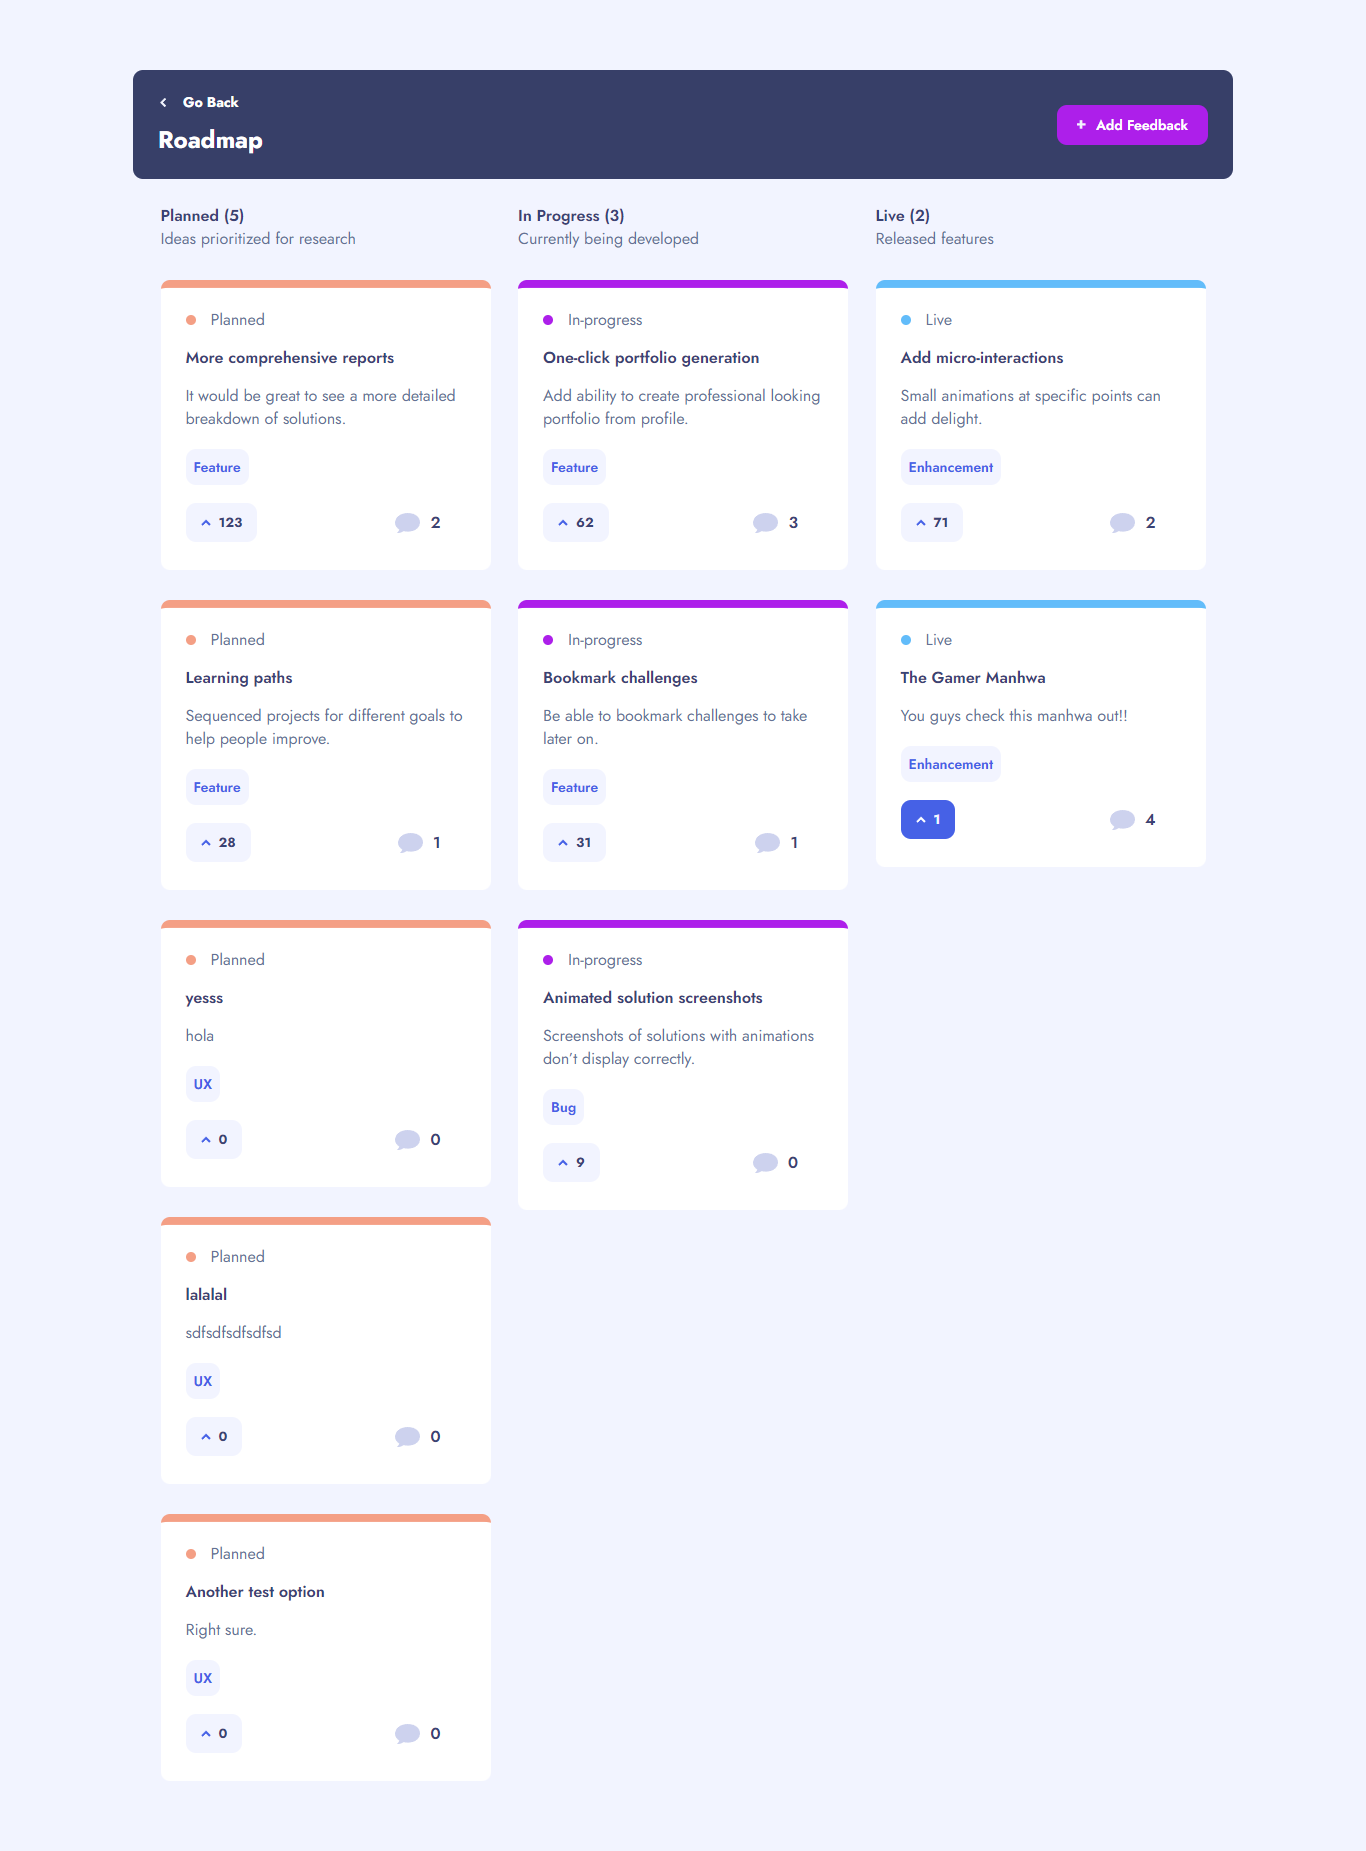 Go Back
Roadmap
+ Add Feedback
Planned (5)
Ideas prioritized for research
Planned
More comprehensive reports
It would be great to see a more detailed
breakdown of solutions.
Feature
123
2
Planned
Learning paths
Sequenced projects for different goals to
help people improve.
Feature
28
1
Planned
yesss
hola
UX
0
0
Planned
lalalal
sdfsdfsdfsdfsd
UX
0
0
Planned
Another test option
Right sure.
UX
0
0
In Progress (3)
Currently being developed
In-progress
One-click portfolio generation
Add ability to create professional looking
portfolio from profile.
Feature
62
3
In-progress
Bookmark challenges
Be able to bookmark challenges to take
later on.
Feature
31
1
In-progress
Animated solution screenshots
Screenshots of solutions with animations
don’t display correctly.
Bug
9
0
Live (2)
Released features
Live
Add micro-interactions
Small animations at specific points can
add delight.
Enhancement
71
2
Live
The Gamer Manhwa
You guys check this manhwa out!!
Enhancement
1
4